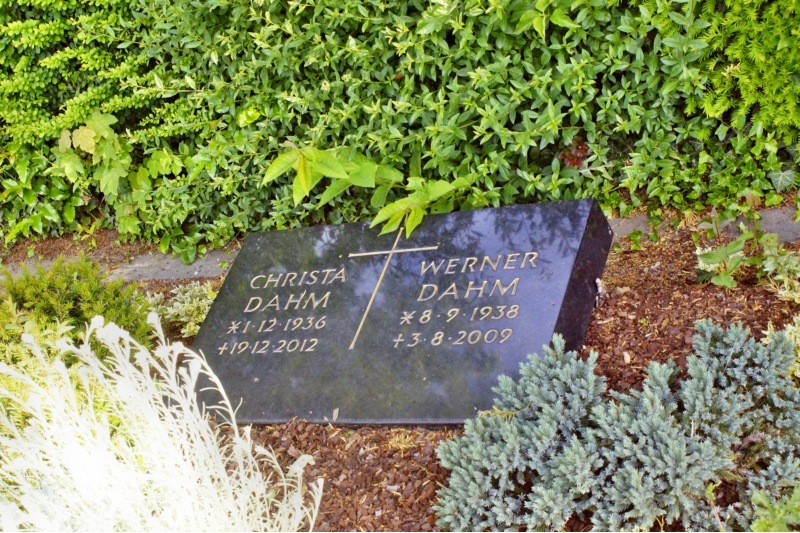 CHRISTA
DAHM
*1·12·1936
+19·12·2012
WERNER
DAHM
*8·9·1938
+3·8·2009